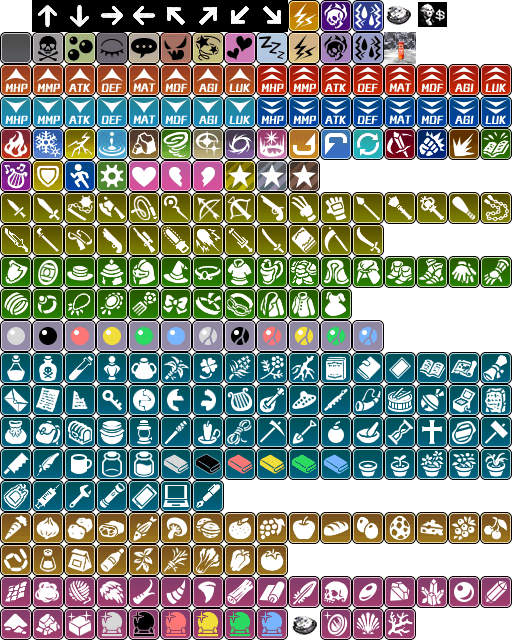 $
ZZZ
MHP MMP ATK DEF MAT MDF AGI LUK MHP MMP ATK DEF MAT MDF AGI LUK
MHP MMP ATK DEF MAT MDF AGI LUK MHP MMP ATK DEF MAT MDF AGI LUK